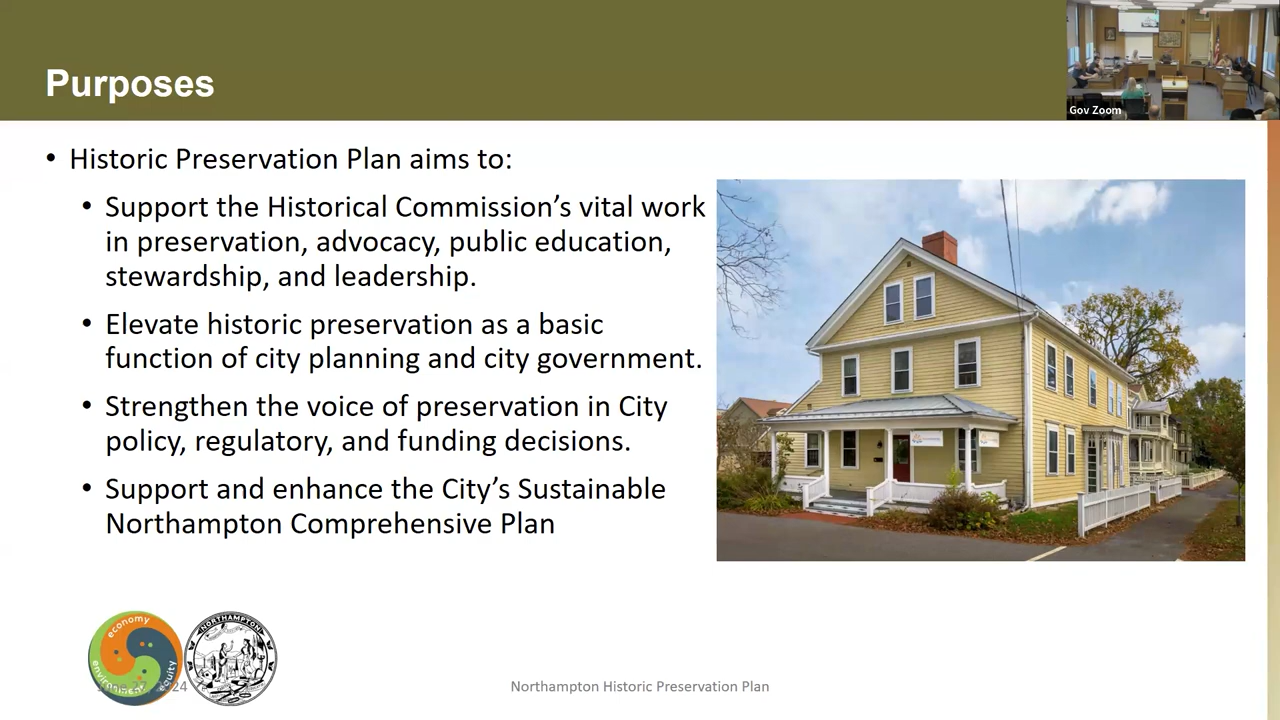 Purposes
Gov Zoom
• Historic Preservation Plan aims to:
• Support the Historical Commission’s vital work
in preservation, advocacy, public education,
stewardship, and leadership.
• Elevate historic preservation as a basic
function of city planning and city government.
• Strengthen the voice of preservation in City
policy, regulatory, and funding decisions.
• Support and enhance the City’s Sustainable
Northampton Comprehensive Plan
economy
environment
equity
NORTHAMPTON
Northampton Historic Preservation Plan